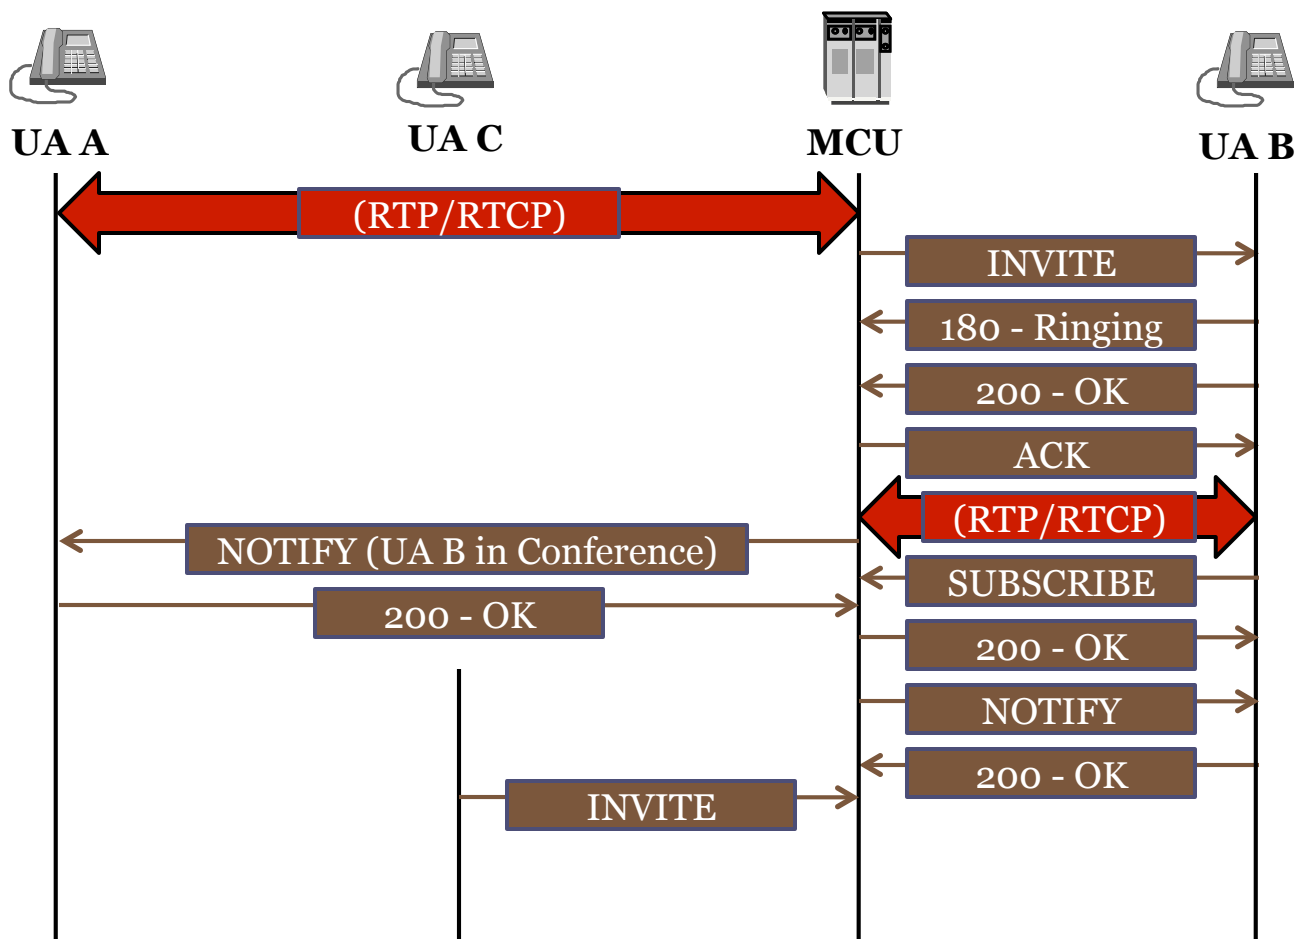 UA A
UA C
MCU
UA B
(RTP/RTCP)
INVITE
180 - Ringing
200 - OK
ACK
(RTP/RTCP)
NOTIFY (UA B in Conference)
SUBSCRIBE
200 - OK
200 - OK
NOTIFY
200 - OK
INVITE